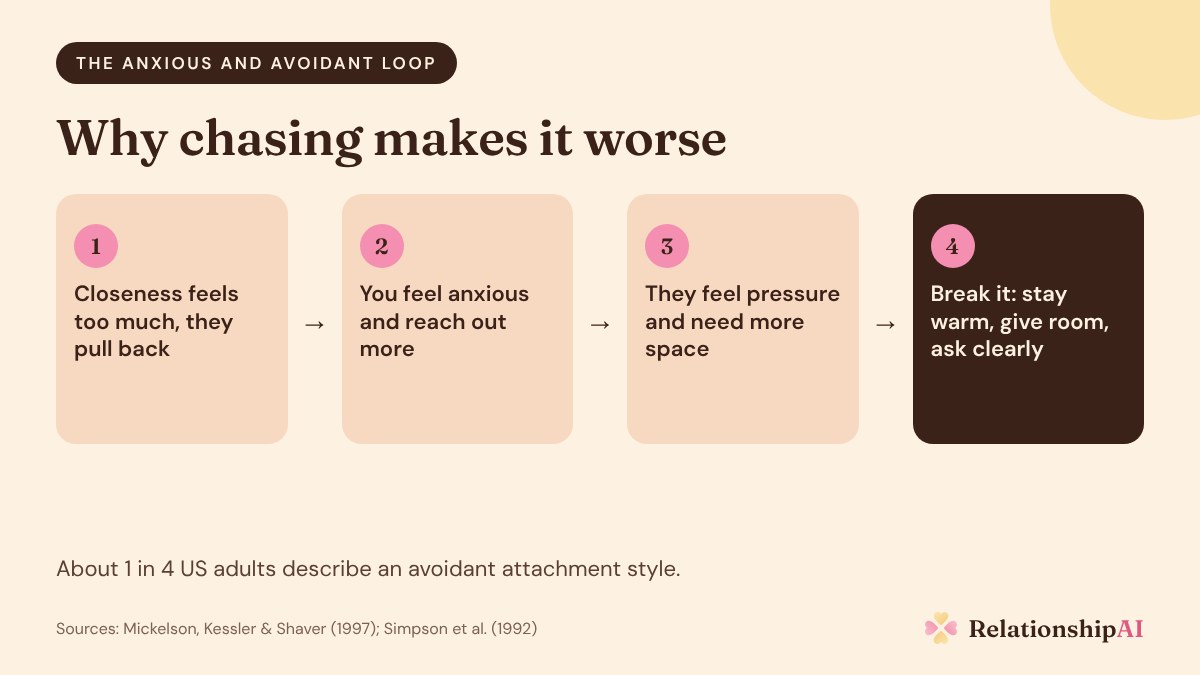 THE ANXIOUS AND AVOIDANT LOOP
Why chasing makes it worse
1
Closeness feels
too much, they
pull back
→
2
You feel anxious
and reach out
more
→
3
They feel pressure
and need more
space
→
4
Break it: stay
warm, give room,
ask clearly
About 1 in 4 US adults describe an avoidant attachment style.
Sources: Mickelson, Kessler & Shaver (1997); Simpson et al. (1992)
RelationshipAI